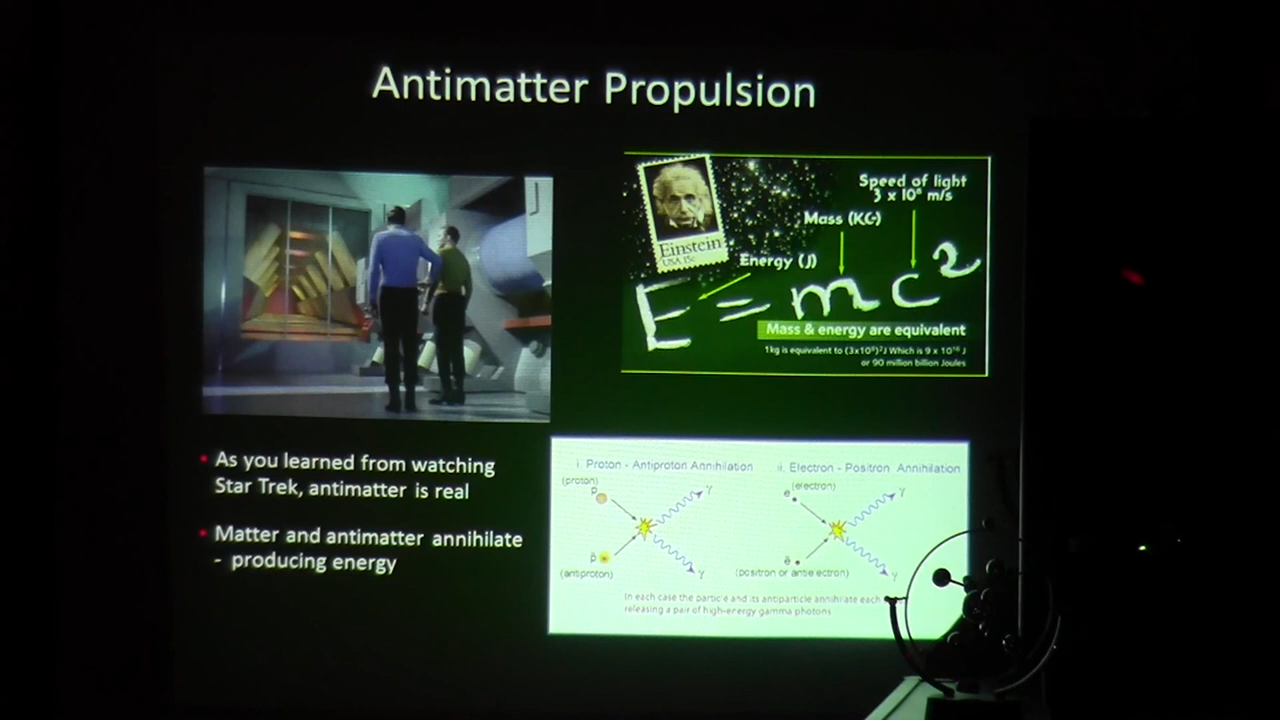 Antimatter Propulsion
Einstein
USA 15c
Speed of light
3 x 10⁸ m/s
Mass (KG)
Energy (J)
E = mc²
Mass & energy are equivalent
1kg is equivalent to (3x10⁸)²J Which is 9 x 10¹⁶ J
or 90 million billion Joules
• As you learned from watching
Star Trek, antimatter is real
• Matter and antimatter annihilate
- producing energy
i. Proton - Antiproton Annihilation
(proton)
p
γ
p̄
(antiproton)
γ
ii. Electron - Positron Annihilation
(electron)
e
γ
ē
(positron or antielectron)
γ
In each case the particle and its antiparticle annihilate each
releasing a pair of high-energy gamma photons